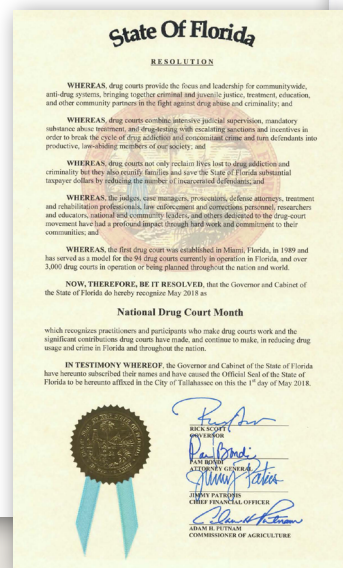 State Of Florida
RESOLUTION
WHEREAS, drug courts provide the focus and leadership for communitywide,
anti-drug systems, bringing together criminal and juvenile justice, treatment, education,
and other community partners in the fight against drug abuse and criminality; and
WHEREAS, drug courts combine intensive judicial supervision, mandatory
substance abuse treatment, and drug-testing with escalating sanctions and incentives in
order to break the cycle of drug addiction and concomitant crime and turn defendants into
productive, law-abiding members of our society; and
WHEREAS, drug courts not only reclaim lives lost to drug addiction and
criminality but they also reunify families and save the State of Florida substantial
taxpayer dollars by reducing the number of incarcerated defendants; and
WHEREAS, the judges, case managers, prosecutors, defense attorneys, treatment
and rehabilitation professionals, law enforcement and corrections personnel, researchers
and educators, national and community leaders, and others dedicated to the drug-court
movement have had a profound impact through hard work and commitment to their
communities; and
WHEREAS, the first drug court was established in Miami, Florida, in 1989 and
has served as a model for the 94 drug courts currently in operation in Florida, and over
3,000 drug courts in operation or being planned throughout the nation and world.
NOW, THEREFORE, BE IT RESOLVED, that the Governor and Cabinet of
the State of Florida do hereby recognize May 2018 as
National Drug Court Month
which recognizes practitioners and participants who make drug courts work and the
significant contributions drug courts have made, and continue to make, in reducing drug
usage and crime in Florida and throughout the nation.
IN TESTIMONY WHEREOF, the Governor and Cabinet of the State of Florida
have hereunto subscribed their names and have caused the Official Seal of the State of
Florida to be hereunto affixed in the City of Tallahassee on this the 1st day of May 2018.
RICK SCOTT
GOVERNOR
Pam Bondi
PAM BONDI
ATTORNEY GENERAL
Jimmy Patronis
JIMMY PATRONIS
CHIEF FINANCIAL OFFICER
Adam H. Putnam
ADAM H. PUTNAM
COMMISSIONER OF AGRICULTURE